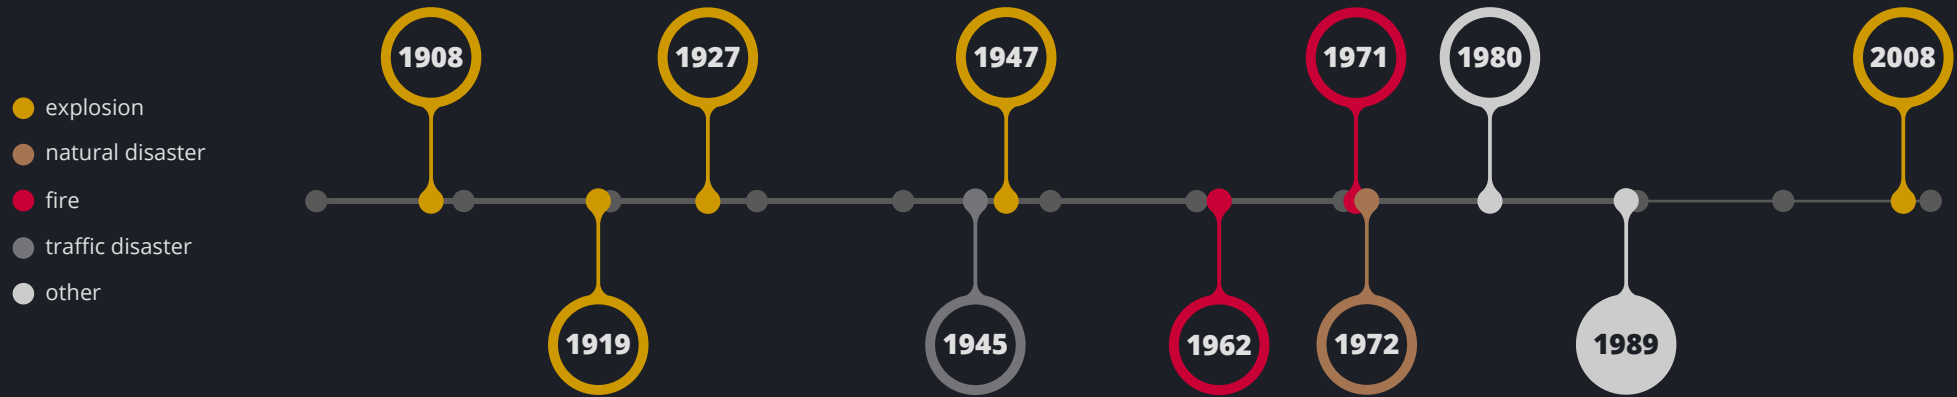 1908
1927
1947
1971
1980
2008
explosion
natural disaster
fire
traffic disaster
other
1919
1945
1962
1972
1989